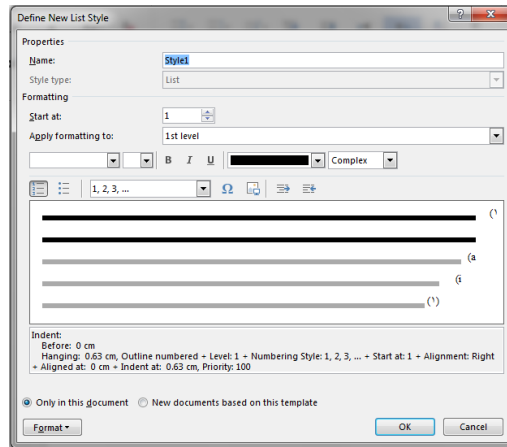 Define New List Style
Properties
Name: Style1
Style type: List
Formatting
Start at: 1
Apply formatting to: 1st level
B I U Complex
1, 2, 3, ... Ω
(١
(a
(i
(١)
Indent:
Before: 0 cm
Hanging: 0.63 cm, Outline numbered + Level: 1 + Numbering Style: 1, 2, 3, ... + Start at: 1 + Alignment: Right
+ Aligned at: 0 cm + Indent at: 0.63 cm, Priority: 100
Only in this document New documents based on this template
Format OK Cancel